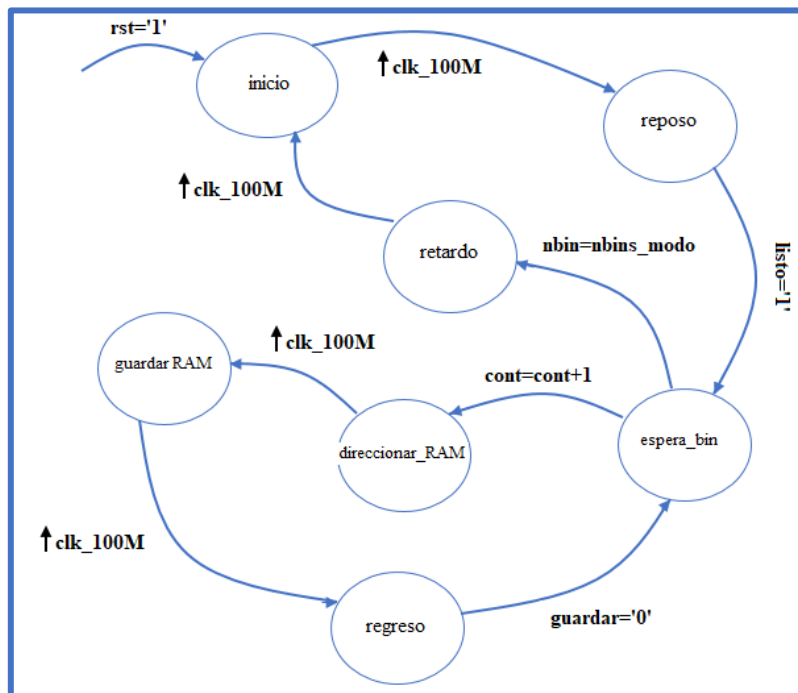 rst='1'
inicio
↑clk_100M
reposo
↑clk_100M
retardo
nbin=nbins_modo
listo='1'
↑clk_100M
guardar RAM
cont=cont+1
direccionar_RAM
espera_bin
↑clk_100M
regreso
guardar='0'